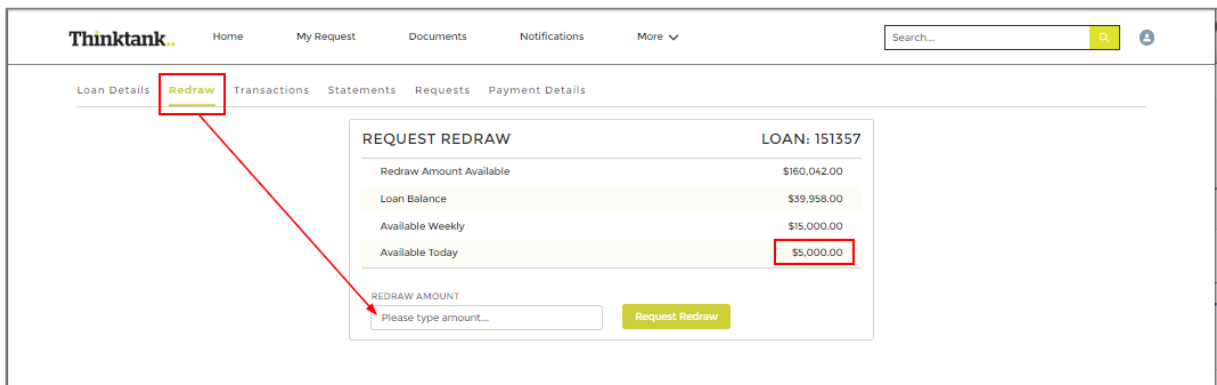 Thinktank.. Home My Request Documents Notifications More Search...
Loan Details Redraw Transactions Statements Requests Payment Details
REQUEST REDRAW LOAN: 151357
Redraw Amount Available $160,042.00
Loan Balance $39,958.00
Available Weekly $15,000.00
Available Today $5,000.00
REDRAW AMOUNT
Please type amount... Request Redraw